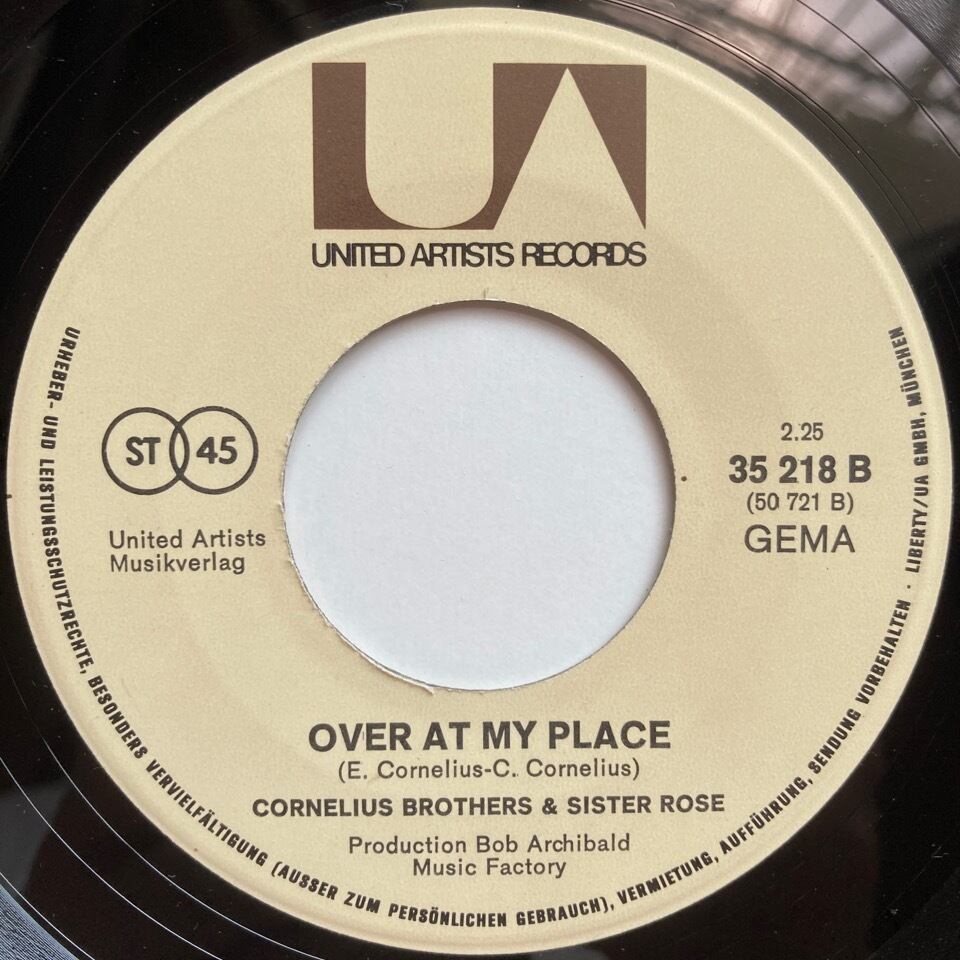 UA
UNITED ARTISTS RECORDS
ST 45
United Artists
Musikverlag
2.25
35 218 B
(50 721 B)
GEMA
OVER AT MY PLACE
(E. Cornelius-C. Cornelius)
CORNELIUS BROTHERS & SISTER ROSE
Production Bob Archibald
Music Factory
URHEBER- UND LEISTUNGSSCHUTZRECHTE, BESONDERS VERVIELFÄLTIGUNG (AUSSER ZUM PERSÖNLICHEN GEBRAUCH), VERMIETUNG, AUFFÜHRUNG, SENDUNG VORBEHALTEN · LIBERTY/UA GMBH, MÜNCHEN